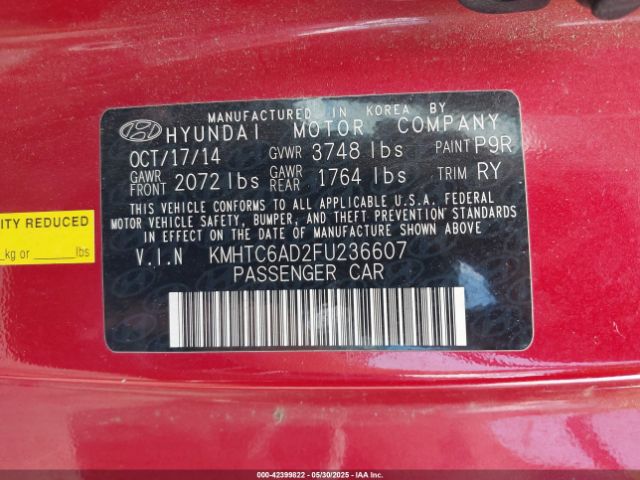 MANUFACTURED IN KOREA BY
HYUNDAI MOTOR COMPANY
OCT/17/14 GVWR 3748 lbs PAINT P9R
GAWR FRONT 2072 lbs GAWR REAR 1764 lbs TRIM RY
THIS VEHICLE CONFORMS TO ALL APPLICABLE U.S.A. FEDERAL
MOTOR VEHICLE SAFETY, BUMPER, AND THEFT PREVENTION STANDARDS
IN EFFECT ON THE DATE OF MANUFACTURE SHOWN ABOVE
V.I.N KMHTC6AD2FU236607
PASSENGER CAR
ITY REDUCED
kg or ____lbs
000-42399822 - 05/30/2025 - IAA Inc.